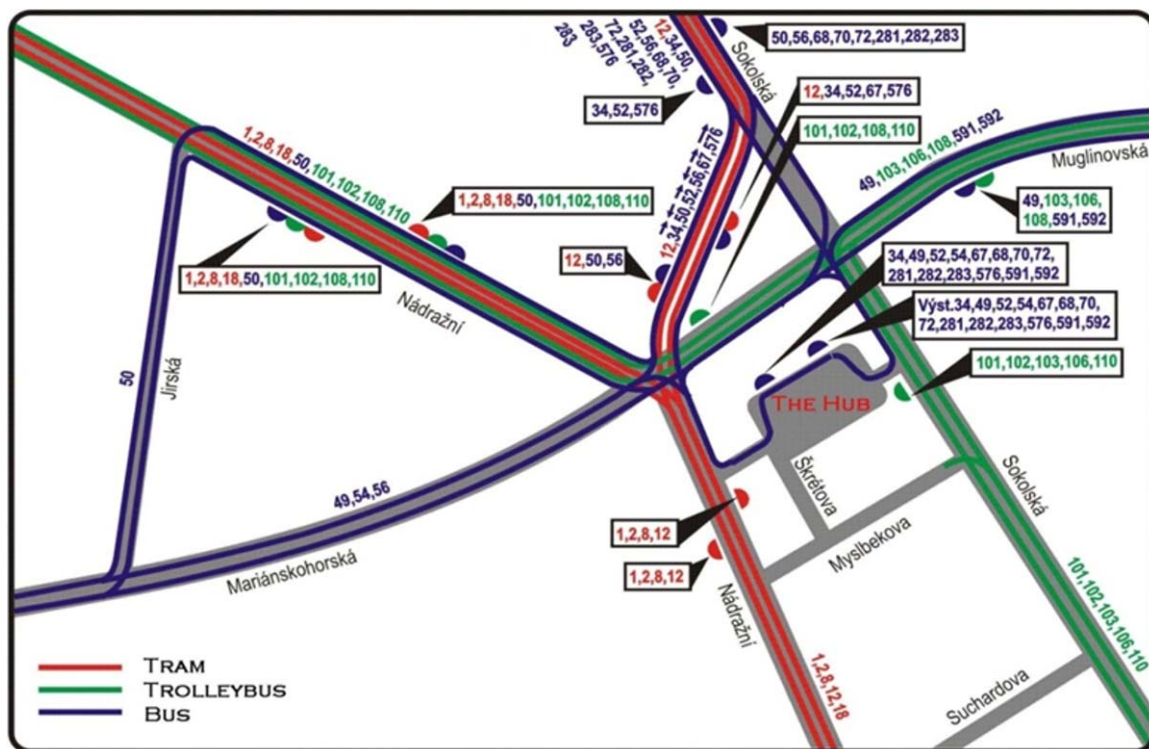 12,34,50,
52,56,68,70,
72,281,282,
283,576
283
50,56,68,70,72,281,282,283
Sokolská
34,52,576
12,34,52,67,576
101,102,108,110
Muglinovská
49,103,106,108,591,592
49,103,106,
108,591,592
1,2,8,18,50,101,102,108,110
1,2,8,18,50,101,102,108,110
12,34,50,52,56,67,576
12,50,56
34,49,52,54,67,68,70,72,
281,282,283,576,591,592
Výst.34,49,52,54,67,68,70,
72,281,282,283,576,591,592
101,102,103,106,110
1,2,8,18,50,101,102,108,110
Nádražní
50
Jirská
THE HUB
Škrétova
Sokolská
49,54,56
Mariánskohorská
1,2,8,12
1,2,8,12
Myslbekova
Nádražní
101,102,103,106,110
1,2,8,12,18
Suchardova
TRAM
TROLLEYBUS
BUS